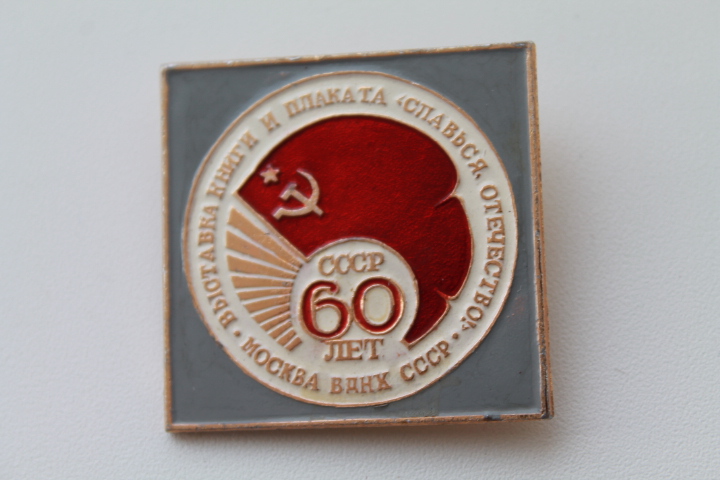 ВЫСТАВКА КНИГИ И ПЛАКАТА «СЛАВЬСЯ, ОТЕЧЕСТВО!»
• МОСКВА ВДНХ СССР •
СССР
60
ЛЕТ